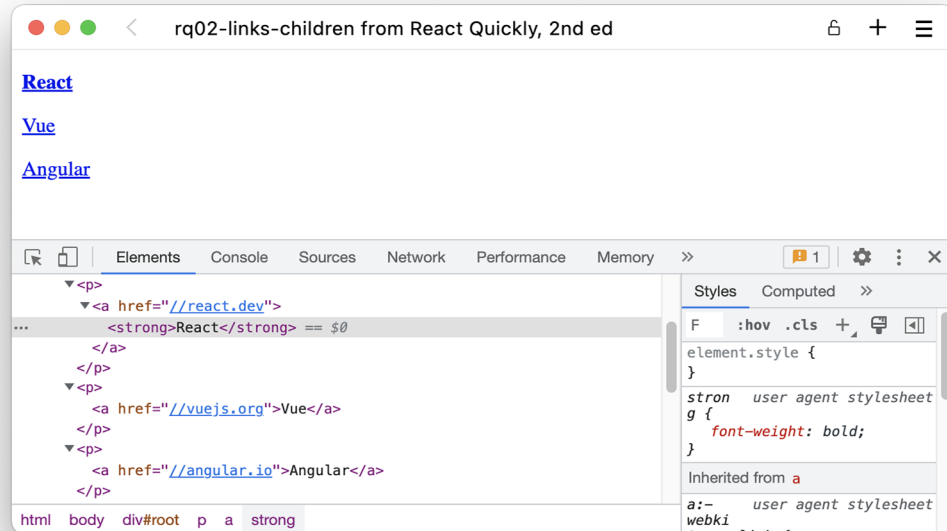 rq02-links-children from React Quickly, 2nd ed
React
Vue
Angular
Elements Console Sources Network Performance Memory » 1
<p>
<a href="//react.dev">
<strong>React</strong> == $0
</a>
</p>
<p>
<a href="//vuejs.org">Vue</a>
</p>
<p>
<a href="//angular.io">Angular</a>
</p>
html body div#root p a strong
Styles Computed »
F :hov .cls
element.style {
}
stron user agent stylesheet
g {
font-weight: bold;
}
Inherited from a
a:- user agent stylesheet
webki